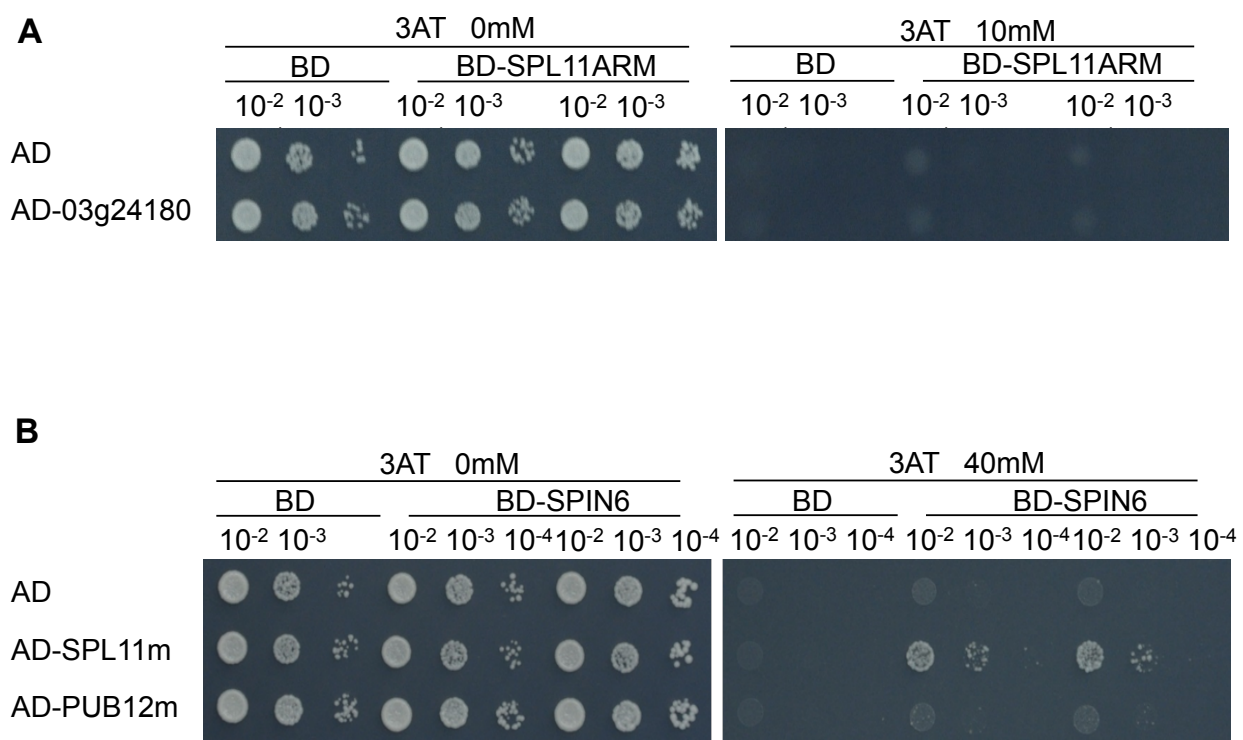 A
3AT 0mM
3AT 10mM
BD
BD-SPL11ARM
BD
BD-SPL11ARM
10-2 10-3
10-2 10-3
10-2 10-3
10-2 10-3
10-2 10-3
10-2 10-3
AD
AD-03g24180
B
3AT 0mM
3AT 40mM
BD
BD-SPIN6
BD
BD-SPIN6
10-2 10-3
10-2 10-3 10-4 10-2 10-3 10-4
10-2 10-3 10-4
10-2 10-3 10-4 10-2 10-3 10-4
AD
AD-SPL11m
AD-PUB12m